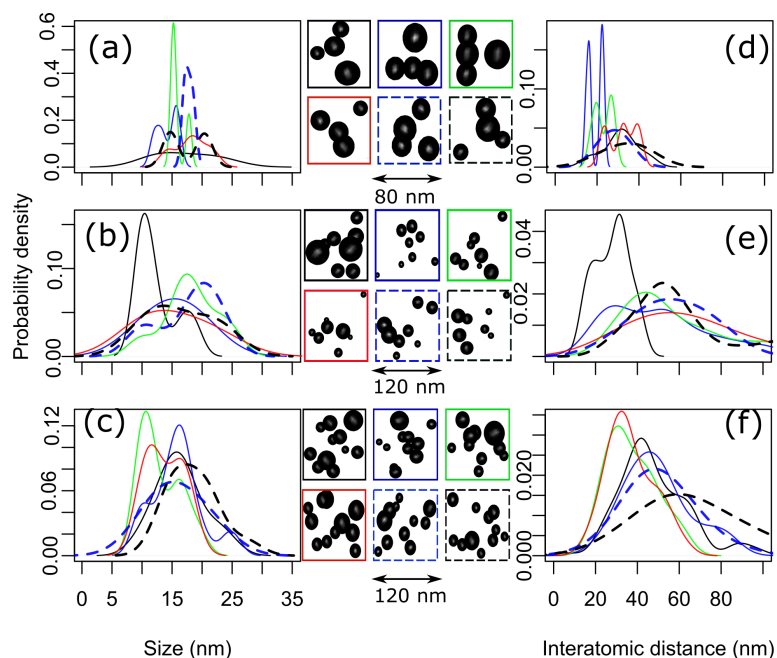 (a)
0.0 0.2 0.4 0.6
80 nm
(d)
0.00 0.10
Probability density
(b)
0.00 0.10
120 nm
(e)
0.00 0.02 0.04
(c)
0.00 0.06 0.12
120 nm
(f)
0.000 0.020
0 5 15 25 35
0 20 40 60 80
Size (nm)
Interatomic distance (nm)